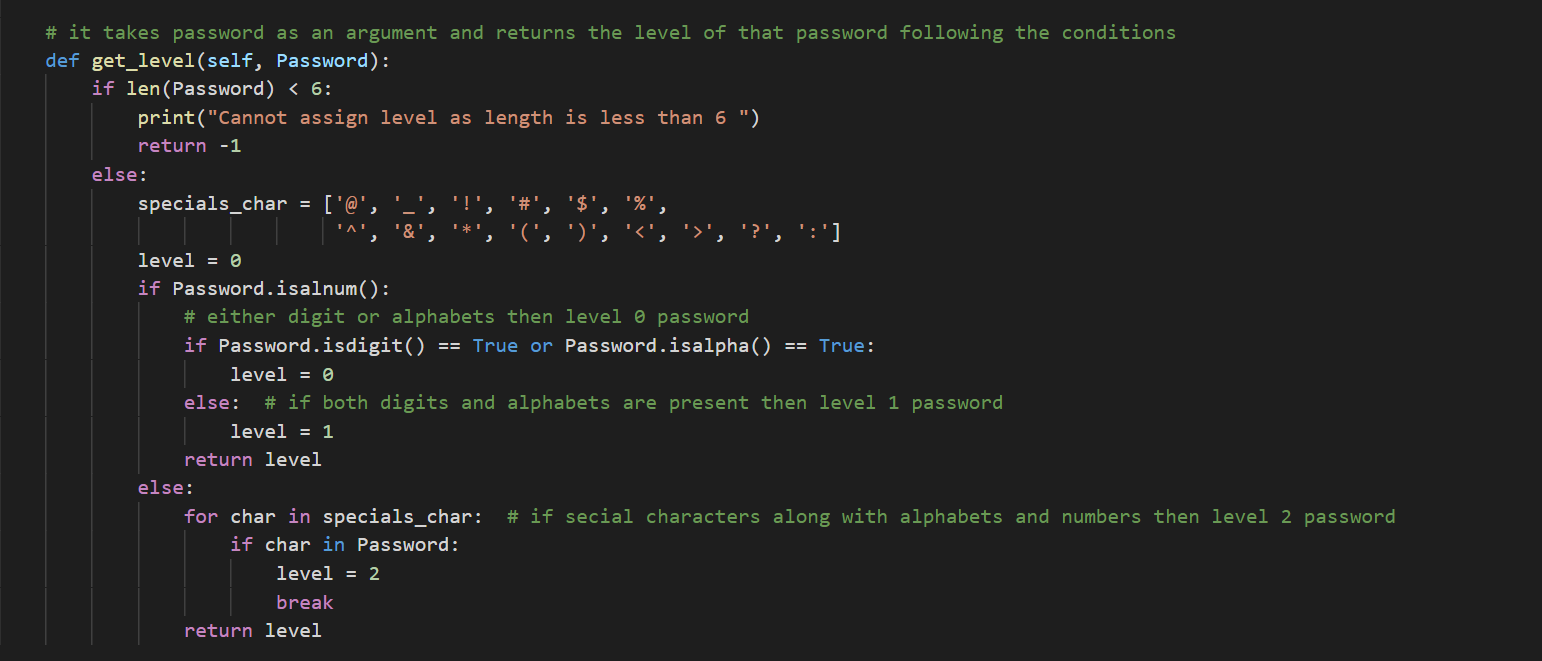 # it takes password as an argument and returns the level of that password following the conditions
def get_level(self, Password):
    if len(Password) < 6:
        print("Cannot assign level as length is less than 6 ")
        return -1
    else:
        specials_char = ['@', '_', '!', '#', '$', '%',
                         '^', '&', '*', '(', ')', '<', '>', '?', ':']
        level = 0
        if Password.isalnum():
            # either digit or alphabets then level 0 password
            if Password.isdigit() == True or Password.isalpha() == True:
                level = 0
            else:  # if both digits and alphabets are present then level 1 password
                level = 1
            return level
        else:
            for char in specials_char:  # if secial characters along with alphabets and numbers then level 2 password
                if char in Password:
                    level = 2
                    break
            return level